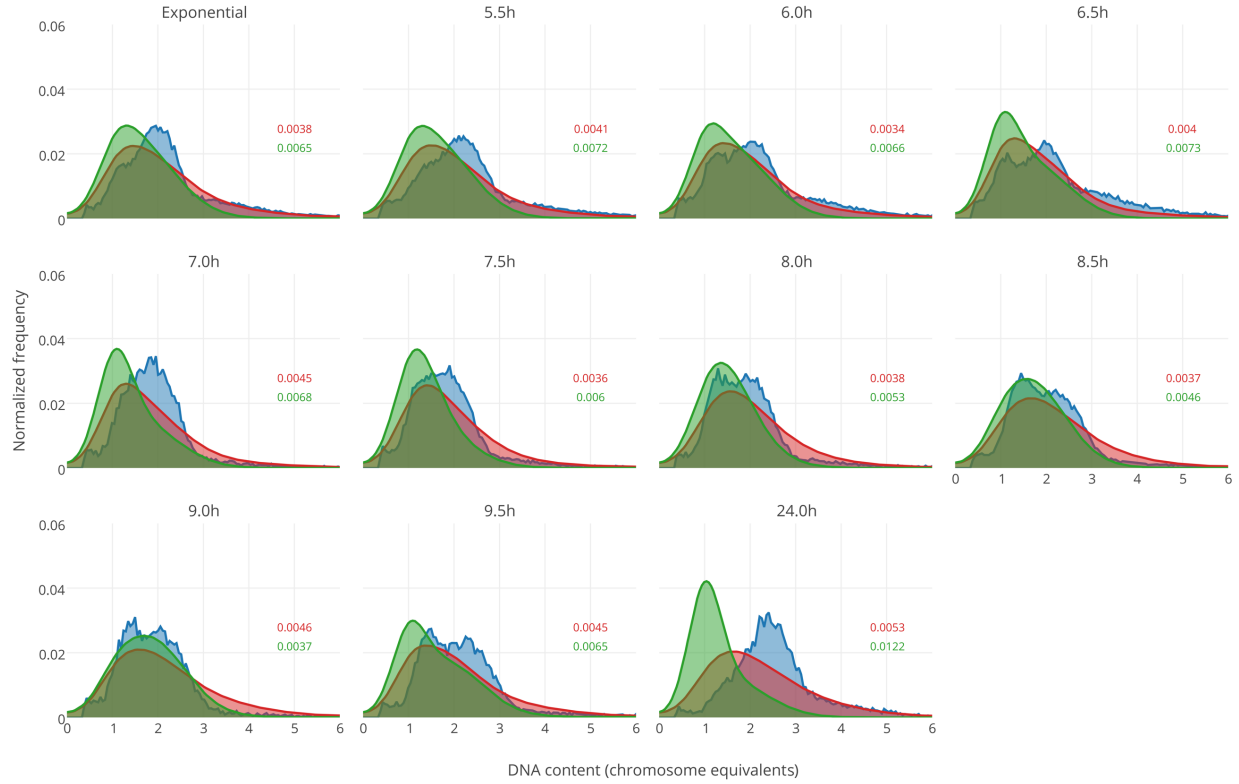 Exponential 5.5h 6.0h 6.5h
0.06
0.04
0.0038 0.0041 0.0034 0.004
0.0065 0.0072 0.0066 0.0073
0.02
0
7.0h 7.5h 8.0h 8.5h
0.06
Normalized frequency
0.04
0.0045 0.0036 0.0038 0.0037
0.0068 0.006 0.0053 0.0046
0.02
0
0 1 2 3 4 5 6
9.0h 9.5h 24.0h
0.06
0.04
0.0046 0.0045 0.0053
0.0037 0.0065 0.0122
0.02
0
0 1 2 3 4 5 6 0 1 2 3 4 5 6 0 1 2 3 4 5 6
DNA content (chromosome equivalents)